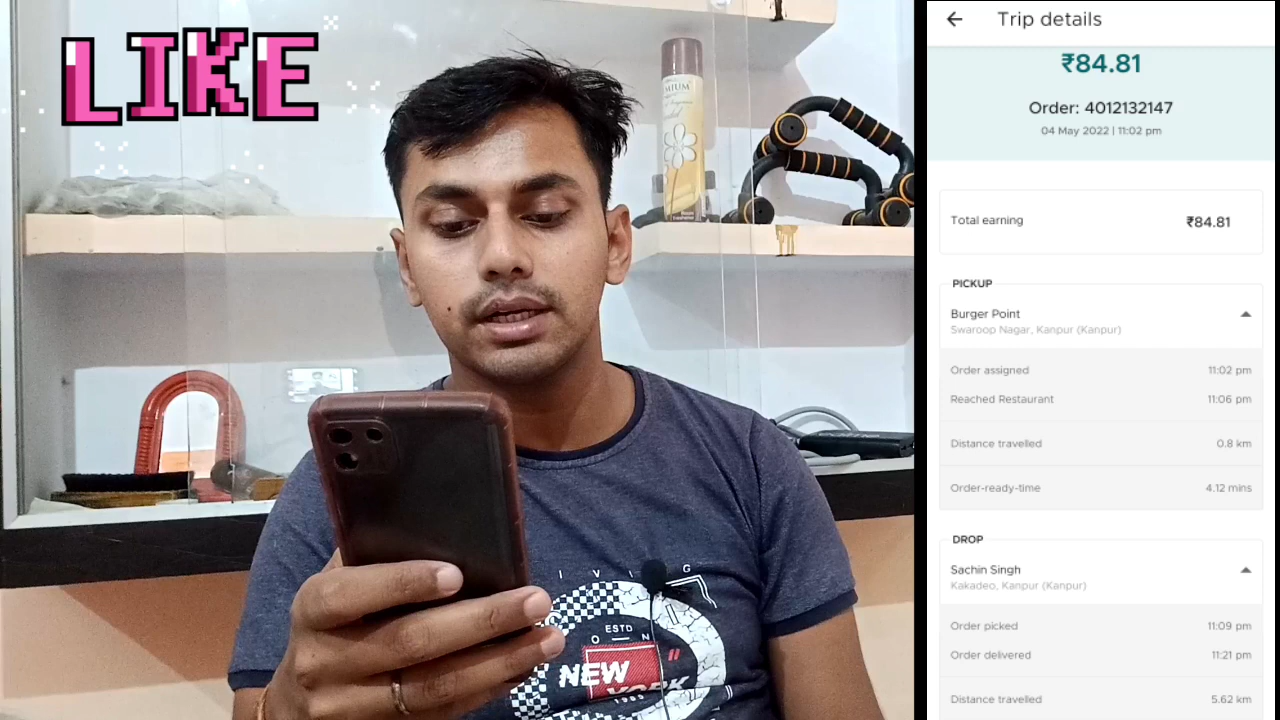 LIKE
MIUM
I V I G
ESTD
O N
NEW
YORK
1983
Trip details
₹84.81
Order: 4012132147
04 May 2022 | 11:02 pm
Total earning ₹84.81
PICKUP
Burger Point
Swaroop Nagar, Kanpur (Kanpur)
Order assigned 11:02 pm
Reached Restaurant 11:06 pm
Distance travelled 0.8 km
Order-ready-time 4.12 mins
DROP
Sachin Singh
Kakadeo, Kanpur (Kanpur)
Order picked 11:09 pm
Order delivered 11:21 pm
Distance travelled 5.62 km